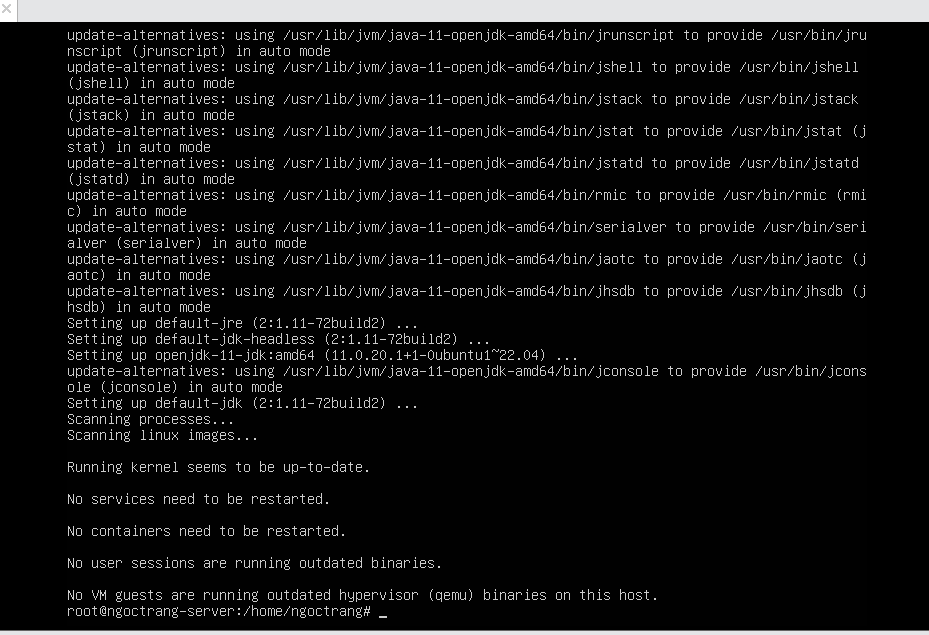 update-alternatives: using /usr/lib/jvm/java-11-openjdk-amd64/bin/jrunscript to provide /usr/bin/jru
nscript (jrunscript) in auto mode
update-alternatives: using /usr/lib/jvm/java-11-openjdk-amd64/bin/jshell to provide /usr/bin/jshell
(jshell) in auto mode
update-alternatives: using /usr/lib/jvm/java-11-openjdk-amd64/bin/jstack to provide /usr/bin/jstack
(jstack) in auto mode
update-alternatives: using /usr/lib/jvm/java-11-openjdk-amd64/bin/jstat to provide /usr/bin/jstat (j
stat) in auto mode
update-alternatives: using /usr/lib/jvm/java-11-openjdk-amd64/bin/jstatd to provide /usr/bin/jstatd
(jstatd) in auto mode
update-alternatives: using /usr/lib/jvm/java-11-openjdk-amd64/bin/rmic to provide /usr/bin/rmic (rmi
c) in auto mode
update-alternatives: using /usr/lib/jvm/java-11-openjdk-amd64/bin/serialver to provide /usr/bin/seri
alver (serialver) in auto mode
update-alternatives: using /usr/lib/jvm/java-11-openjdk-amd64/bin/jaotc to provide /usr/bin/jaotc (j
aotc) in auto mode
update-alternatives: using /usr/lib/jvm/java-11-openjdk-amd64/bin/jhsdb to provide /usr/bin/jhsdb (j
hsdb) in auto mode
Setting up default-jre (2:1.11-72build2) ...
Setting up default-jdk-headless (2:1.11-72build2) ...
Setting up openjdk-11-jdk:amd64 (11.0.20.1+1-0ubuntu1~22.04) ...
update-alternatives: using /usr/lib/jvm/java-11-openjdk-amd64/bin/jconsole to provide /usr/bin/jcons
ole (jconsole) in auto mode
Setting up default-jdk (2:1.11-72build2) ...
Scanning processes...
Scanning linux images...
Running kernel seems to be up-to-date.
No services need to be restarted.
No containers need to be restarted.
No user sessions are running outdated binaries.
No VM guests are running outdated hypervisor (qemu) binaries on this host.
root@ngoctrang-server:/home/ngoctrang# _